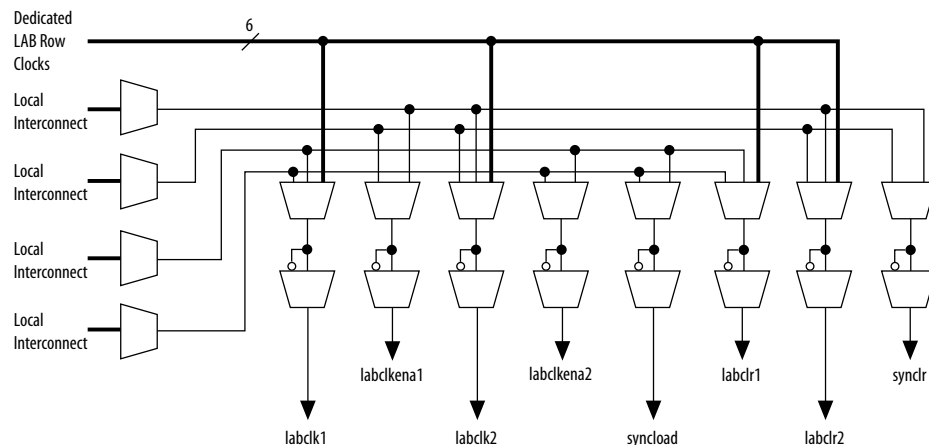 Dedicated
LAB Row
Clocks
6
Local
Interconnect
Local
Interconnect
Local
Interconnect
Local
Interconnect
labclkena1
labclkena2
labclr1
synclr
labclk1
labclk2
syncload
labclr2